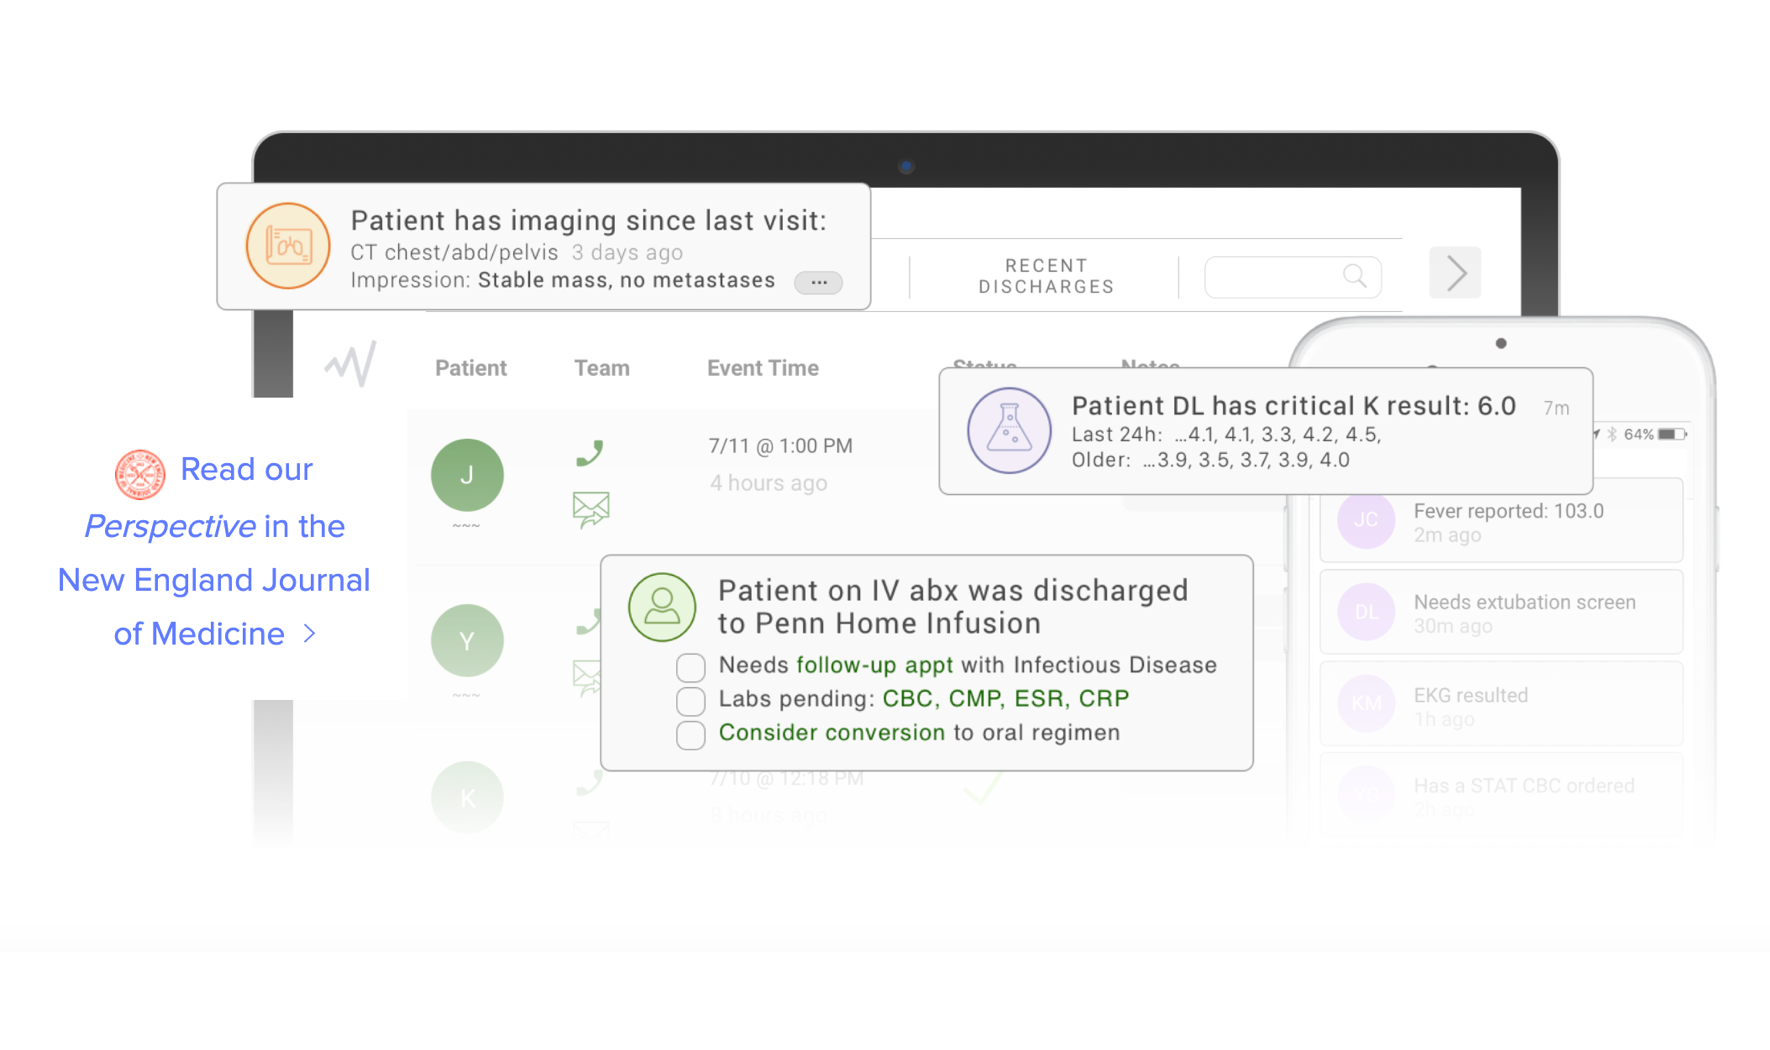 Patient has imaging since last visit:
CT chest/abd/pelvis 3 days ago
Impression: Stable mass, no metastases ...
RECENT
DISCHARGES
Patient Team Event Time Status Notes
Patient DL has critical K result: 6.0 7m
Last 24h: ...4.1, 4.1, 3.3, 4.2, 4.5,
Older: ...3.9, 3.5, 3.7, 3.9, 4.0
64%
J
7/11 @ 1:00 PM
4 hours ago
~~~
Read our
Perspective in the
New England Journal
of Medicine >
JC
Fever reported: 103.0
2m ago
Patient on IV abx was discharged
to Penn Home Infusion
Needs follow-up appt with Infectious Disease
Labs pending: CBC, CMP, ESR, CRP
Consider conversion to oral regimen
Y
~~~
DL
Needs extubation screen
30m ago
KM
EKG resulted
1h ago
K
7/10 @ 12:18 PM
8 hours ago
Has a STAT CBC ordered
2h ago